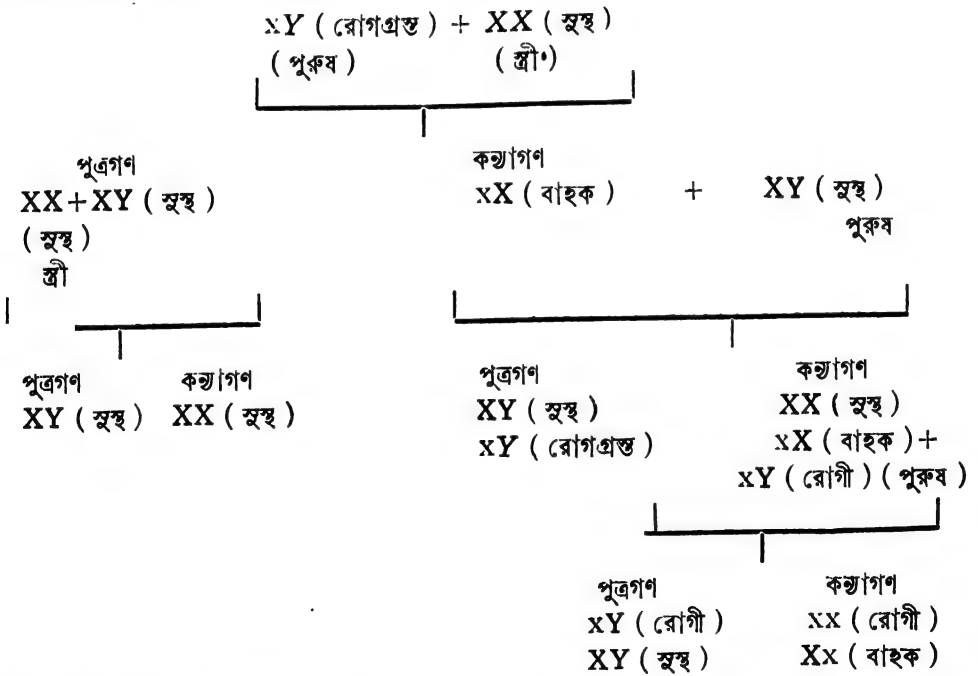 xY ( রোগগ্রস্ত ) + XX ( সুস্থ )
( পুরুষ ) ( স্ত্রী )
পুত্রগণ
XX+XY ( সুস্থ )
( সুস্থ )
স্ত্রী
কন্যাগণ
xX ( বাহক ) + XY ( সুস্থ )
পুরুষ
পুত্রগণ কন্যাগণ
XY ( সুস্থ ) XX ( সুস্থ )
পুত্রগণ
XY ( সুস্থ )
xY ( রোগগ্রস্ত )
কন্যাগণ
XX ( সুস্থ )
xX ( বাহক ) +
xY ( রোগী ) ( পুরুষ )
পুত্রগণ
xY ( রোগী )
XY ( সুস্থ )
কন্যাগণ
xx ( রোগী )
Xx ( বাহক )